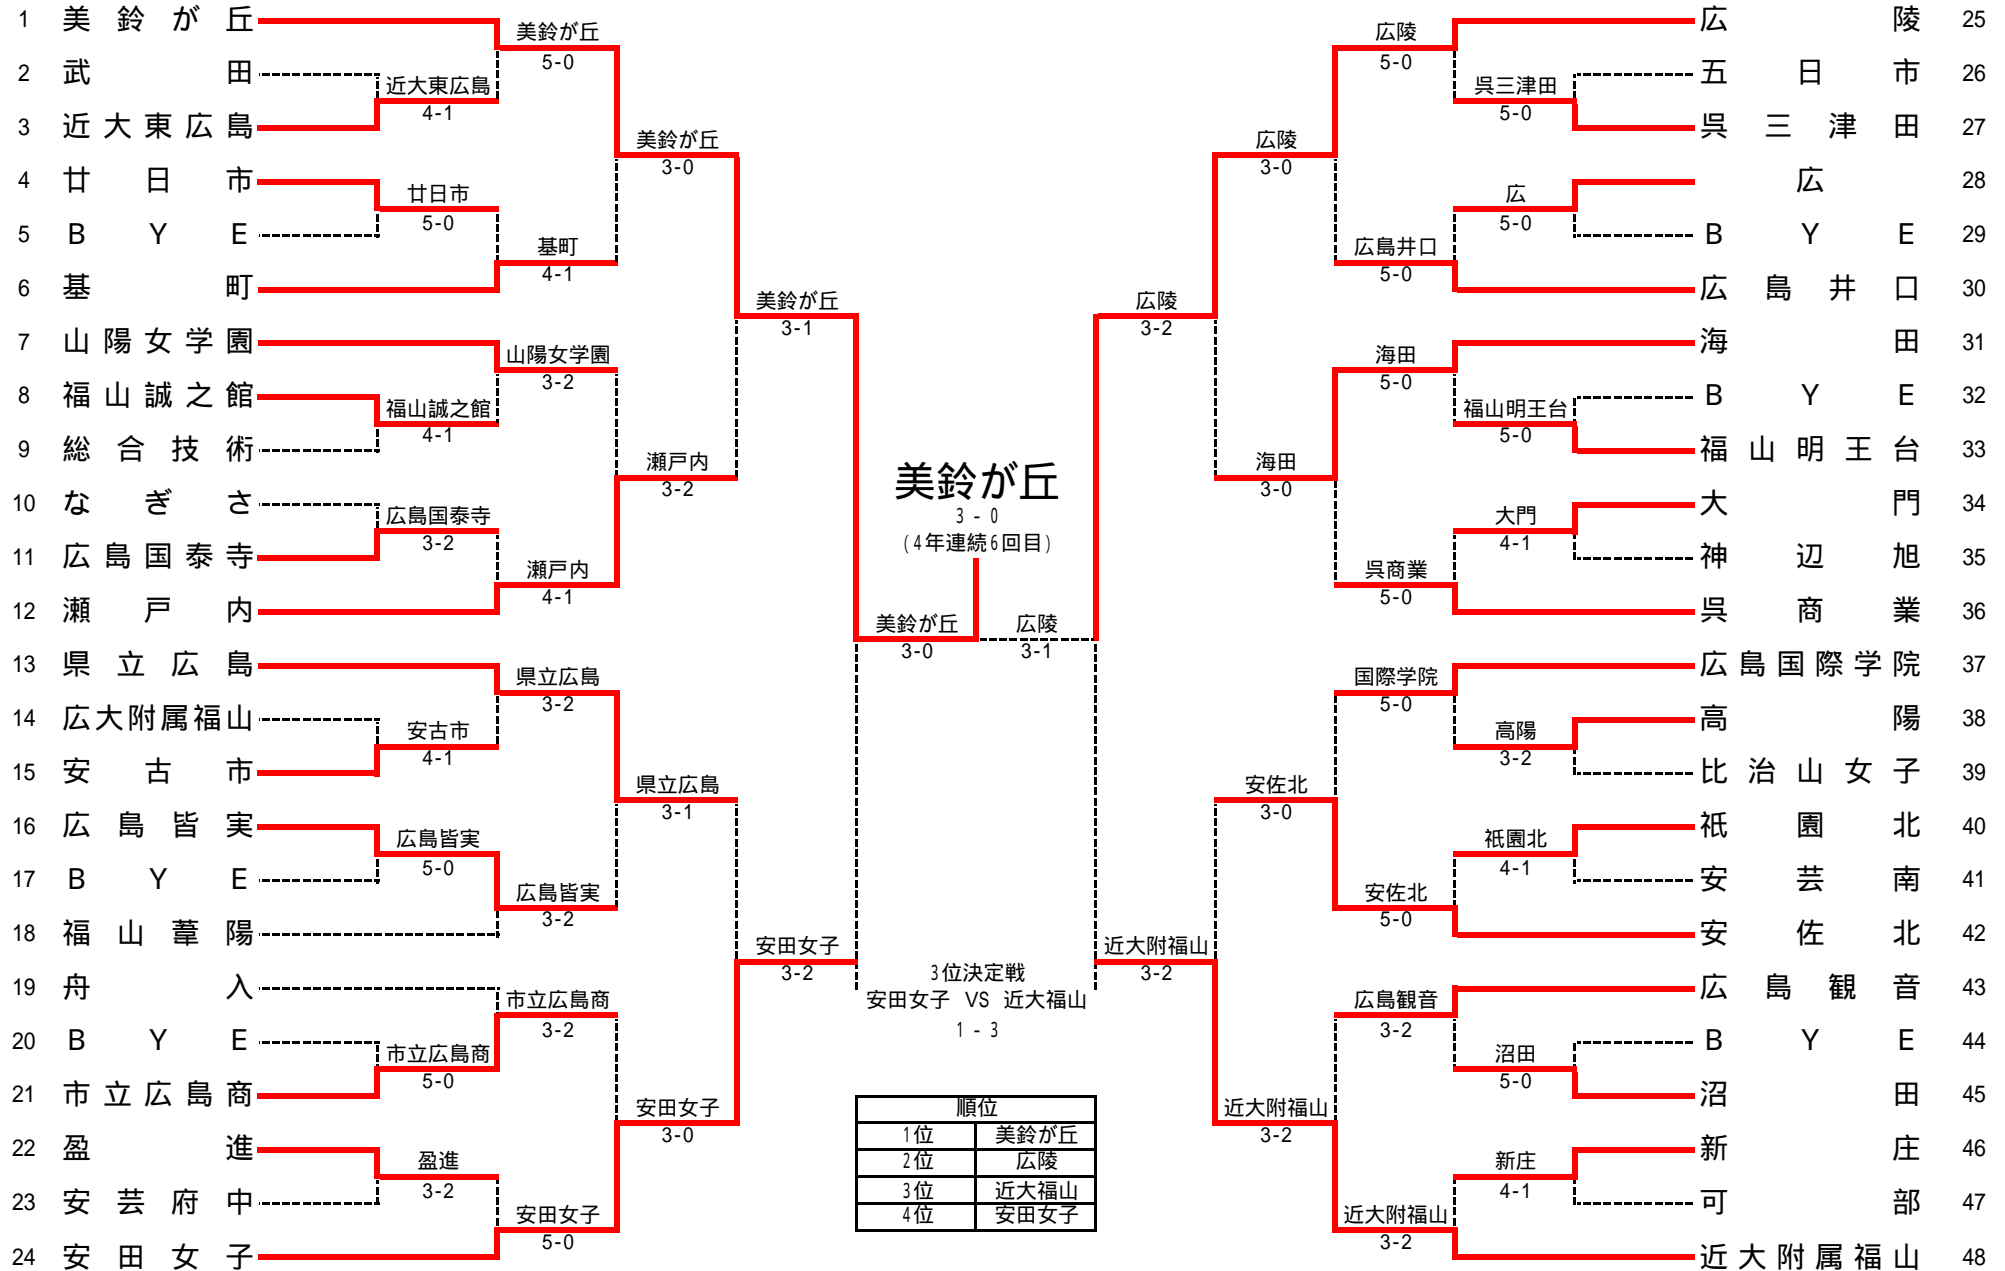 1 美鈴が丘
2 武田
3 近大東広島
4 廿日市
5 BYE
6 基町
7 山陽女学園
8 福山誠之館
9 総合技術
10 なぎさ
11 広島国泰寺
12 瀬戸内
13 県立広島
14 広大附属福山
15 安古市
16 広島皆実
17 BYE
18 福山葦陽
19 舟入
20 BYE
21 市立広島商
22 盈進
23 安芸府中
24 安田女子
近大東広島
4-1
廿日市
5-0
福山誠之館
4-1
広島国泰寺
3-2
安古市
4-1
広島皆実
5-0
市立広島商
5-0
盈進
3-2
美鈴が丘
5-0
基町
4-1
山陽女学園
3-2
瀬戸内
4-1
県立広島
3-2
広島皆実
3-2
市立広島商
3-2
安田女子
5-0
美鈴が丘
3-0
瀬戸内
3-2
県立広島
3-1
安田女子
3-0
美鈴が丘
3-1
安田女子
3-2
美鈴が丘
3-0
美鈴が丘
3-0
(4年連続6回目)
広陵
3-1
3位決定戦
安田女子 VS 近大福山
1-3
順位
1位 美鈴が丘
2位 広陵
3位 近大福山
4位 安田女子
広陵
3-2
近大附福山
3-2
広陵
3-0
海田
3-0
安佐北
3-0
近大附福山
3-2
広陵
5-0
広島井口
5-0
海田
5-0
呉商業
5-0
国際学院
5-0
安佐北
5-0
広島観音
3-2
近大附福山
3-2
呉三津田
5-0
広
5-0
福山明王台
5-0
大門
4-1
高陽
3-2
祇園北
4-1
沼田
5-0
新庄
4-1
広陵 25
五日市 26
呉三津田 27
広 28
BYE 29
広島井口 30
海田 31
BYE 32
福山明王台 33
大門 34
神辺旭 35
呉商業 36
広島国際学院 37
高陽 38
比治山女子 39
祇園北 40
安芸南 41
安佐北 42
広島観音 43
BYE 44
沼田 45
新庄 46
可部 47
近大附属福山 48